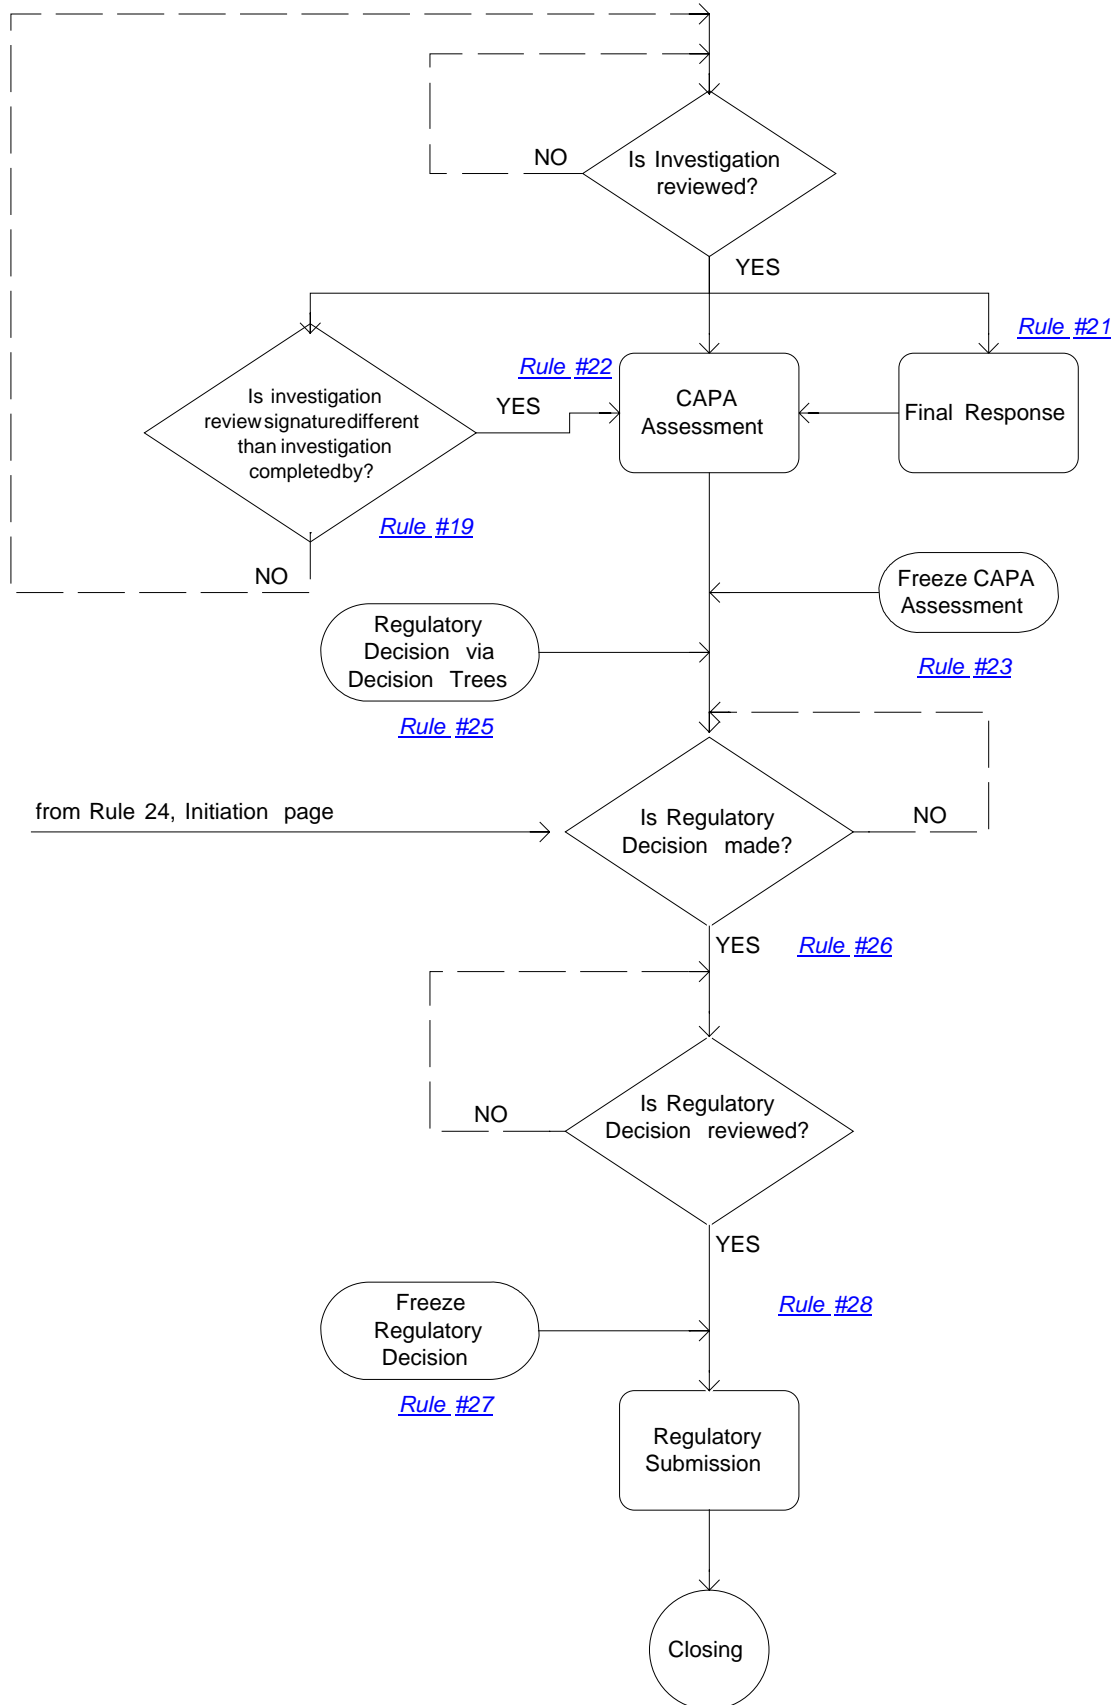 NO
Is Investigation
reviewed?
YES
Rule #21
Rule #22
Is investigation
review signature different
than investigation
completed by?
YES
CAPA
Assessment
Final Response
Rule #19
NO
Freeze CAPA
Assessment
Regulatory
Decision via
Decision Trees
Rule #23
Rule #25
from Rule 24, Initiation page
Is Regulatory
Decision made?
NO
YES
Rule #26
NO
Is Regulatory
Decision reviewed?
YES
Freeze
Regulatory
Decision
Rule #28
Rule #27
Regulatory
Submission
Closing